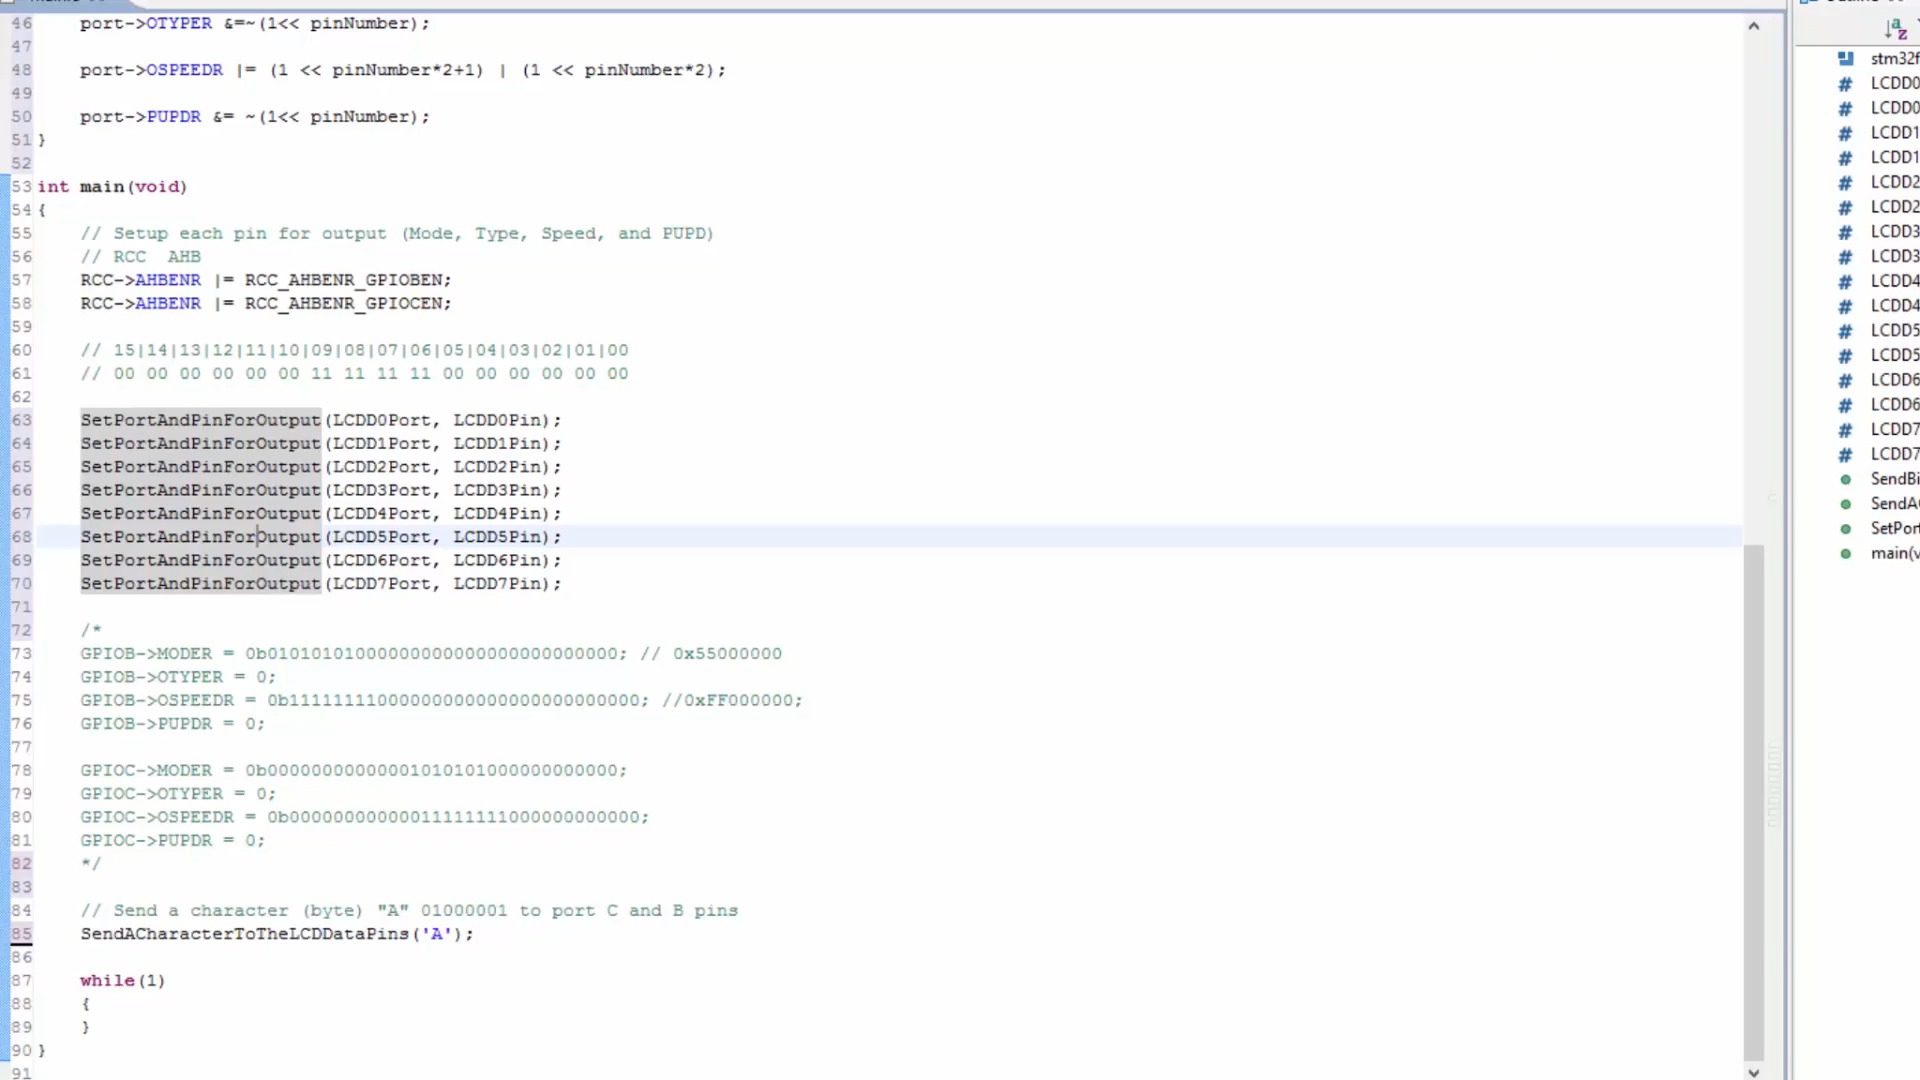 46 port->OTYPER &=~(1<< pinNumber);
47
48 port->OSPEEDR |= (1 << pinNumber*2+1) | (1 << pinNumber*2);
49
50 port->PUPDR &= ~(1<< pinNumber);
51 }
52
53 int main(void)
54 {
55 // Setup each pin for output (Mode, Type, Speed, and PUPD)
56 // RCC  AHB
57 RCC->AHBENR |= RCC_AHBENR_GPIOBEN;
58 RCC->AHBENR |= RCC_AHBENR_GPIOCEN;
59
60 // 15|14|13|12|11|10|09|08|07|06|05|04|03|02|01|00
61 // 00 00 00 00 00 00 11 11 11 11 00 00 00 00 00 00
62
63 SetPortAndPinForOutput(LCDD0Port, LCDD0Pin);
64 SetPortAndPinForOutput(LCDD1Port, LCDD1Pin);
65 SetPortAndPinForOutput(LCDD2Port, LCDD2Pin);
66 SetPortAndPinForOutput(LCDD3Port, LCDD3Pin);
67 SetPortAndPinForOutput(LCDD4Port, LCDD4Pin);
68 SetPortAndPinForOutput(LCDD5Port, LCDD5Pin);
69 SetPortAndPinForOutput(LCDD6Port, LCDD6Pin);
70 SetPortAndPinForOutput(LCDD7Port, LCDD7Pin);
71
72 /*
73 GPIOB->MODER = 0b01010101000000000000000000000000; // 0x55000000
74 GPIOB->OTYPER = 0;
75 GPIOB->OSPEEDR = 0b11111111000000000000000000000000; //0xFF000000;
76 GPIOB->PUPDR = 0;
77
78 GPIOC->MODER = 0b00000000000001010101000000000000;
79 GPIOC->OTYPER = 0;
80 GPIOC->OSPEEDR = 0b00000000000011111111000000000000;
81 GPIOC->PUPDR = 0;
82 */
83
84 // Send a character (byte) "A" 01000001 to port C and B pins
85 SendACharacterToTheLCDDataPins('A');
86
87 while(1)
88 {
89 }
90 }
91
stm32f
# LCDD0
# LCDD0
# LCDD1
# LCDD1
# LCDD2
# LCDD2
# LCDD3
# LCDD3
# LCDD4
# LCDD4
# LCDD5
# LCDD5
# LCDD6
# LCDD6
# LCDD7
# LCDD7
SendBi
SendAC
SetPort
main(v